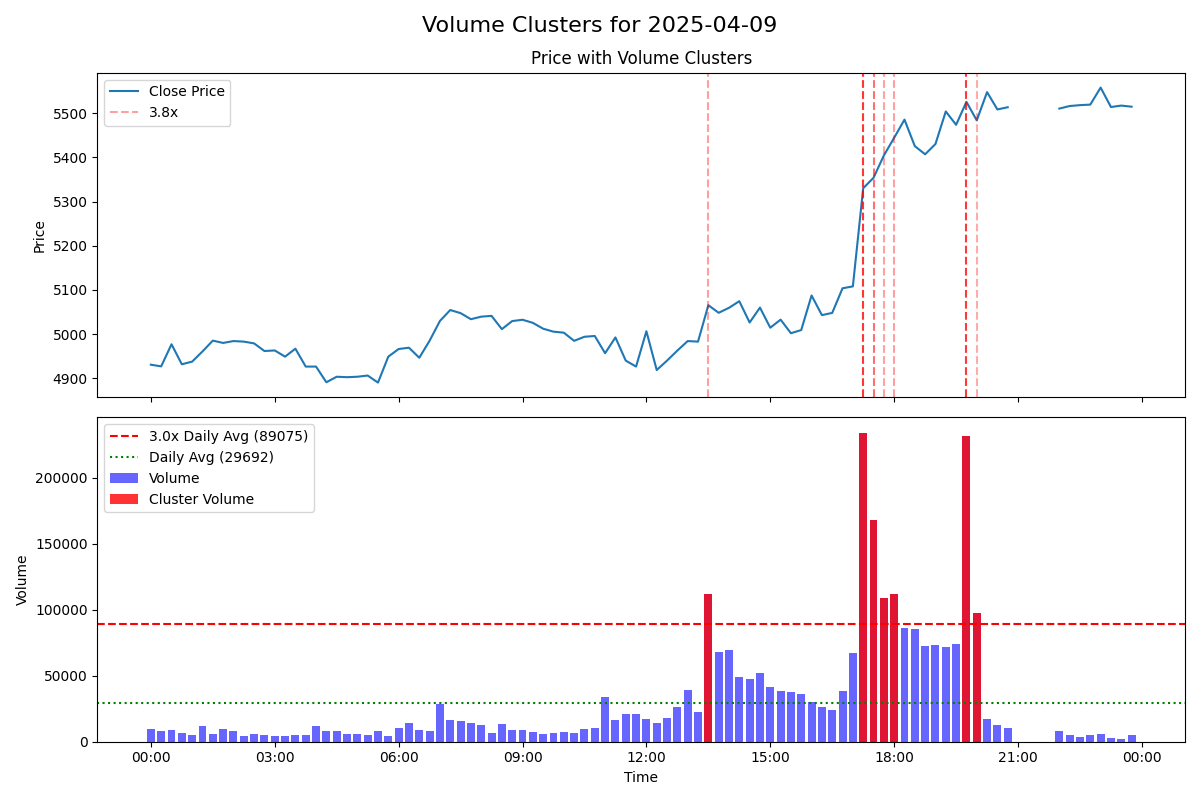 Volume Clusters for 2025-04-09
Price with Volume Clusters
Close Price
3.8x
Price
5500
5400
5300
5200
5100
5000
4900
3.0x Daily Avg (89075)
Daily Avg (29692)
Volume
Cluster Volume
Volume
200000
150000
100000
50000
0
00:00 03:00 06:00 09:00 12:00 15:00 18:00 21:00 00:00
Time